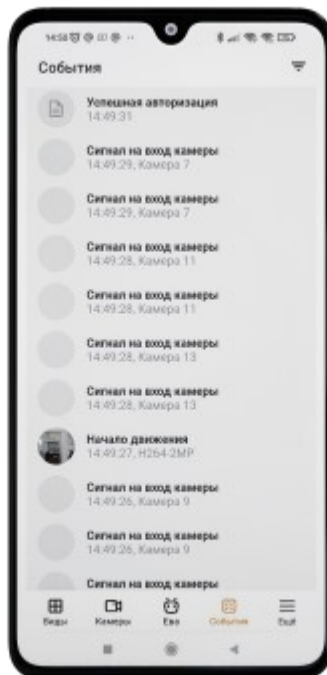 14:58
События
Успешная авторизация
14:49:31
Сигнал на вход камеры
14:49:29, Камера 7
Сигнал на вход камеры
14:49:29, Камера 7
Сигнал на вход камеры
14:49:28, Камера 11
Сигнал на вход камеры
14:49:28, Камера 11
Сигнал на вход камеры
14:49:28, Камера 13
Сигнал на вход камеры
14:49:28, Камера 13
Начало движения
14:49:27, H264-2MP
Сигнал на вход камеры
14:49:26, Камера 9
Сигнал на вход камеры
14:49:26, Камера 9
Сигнал на вход камеры
Виды Камеры Ева События Ещё